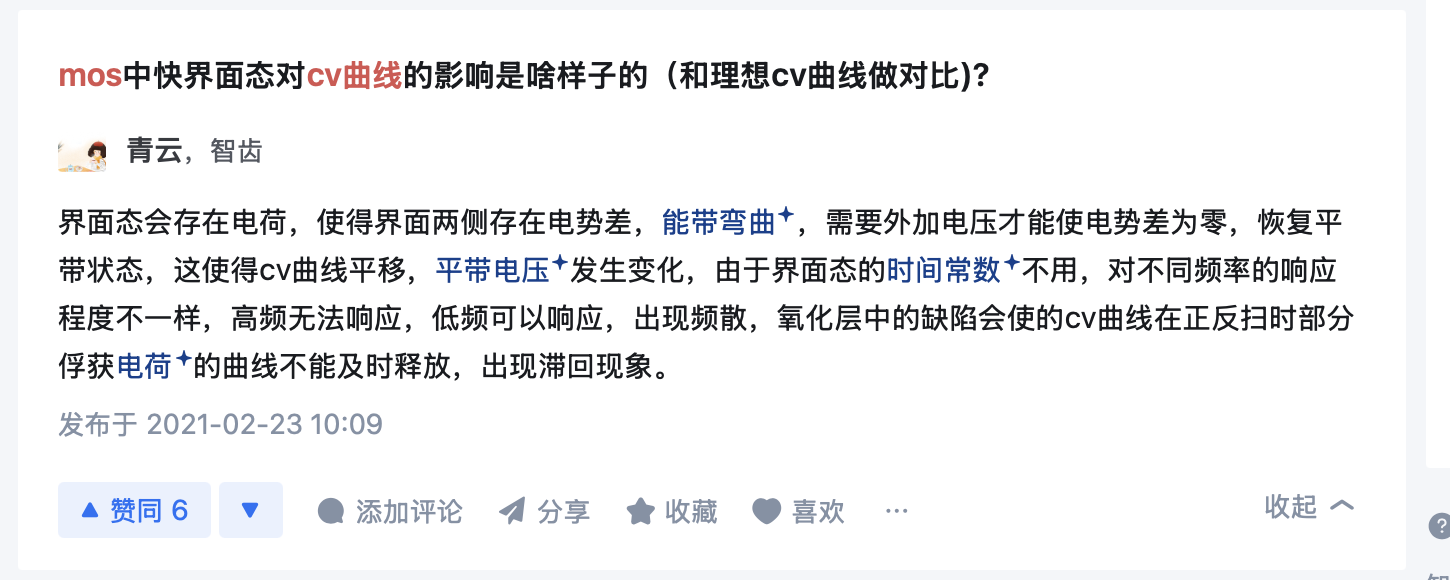 mos中快界面态对cv曲线的影响是啥样子的（和理想cv曲线做对比)?
青云，智齿
界面态会存在电荷，使得界面两侧存在电势差，能带弯曲，需要外加电压才能使电势差为零，恢复平
带状态，这使得cv曲线平移，平带电压发生变化，由于界面态的时间常数不用，对不同频率的响应
程度不一样，高频无法响应，低频可以响应，出现频散，氧化层中的缺陷会使的cv曲线在正反扫时部分
俘获电荷的曲线不能及时释放，出现滞回现象。
发布于 2021-02-23 10:09
赞同 6 添加评论 分享 收藏 喜欢 ··· 收起
?